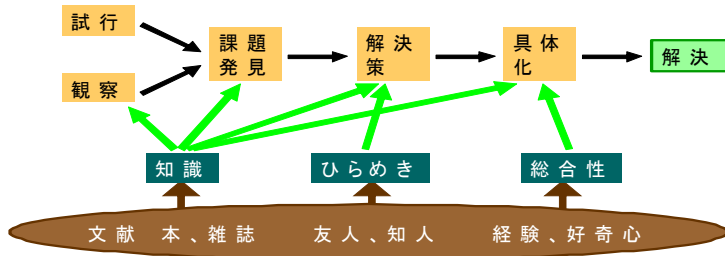 試行
観察
課題
発見
解決
策
具体
化
解決
知識
ひらめき
総合性
文献 本、雑誌 友人、知人 経験、好奇心